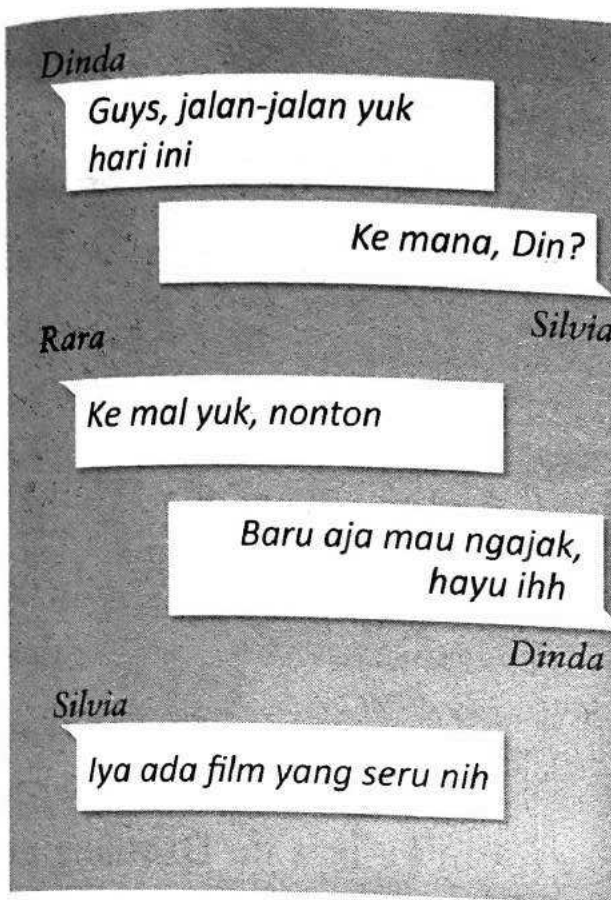 Dinda
Guys, jalan-jalan yuk
hari ini
Ke mana, Din?
Silvia
Rara
Ke mal yuk, nonton
Baru aja mau ngajak,
hayu ihh
Dinda
Silvia
Iya ada film yang seru nih